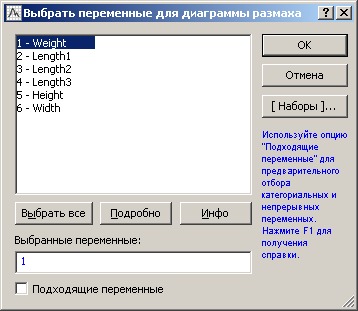 Выбрать переменные для диаграммы размаха
1 - Weight
2 - Length1
3 - Length2
4 - Length3
5 - Height
6 - Width
OK
Отмена
[ Наборы ]...
Используйте опцию
"Подходящие
переменные" для
предварительного
отбора
категориальных и
непрерывных
переменных.
Нажмите F1 для
получения
справки.
Выбрать все
Подробно
Инфо
Выбранные переменные:
1
Подходящие переменные